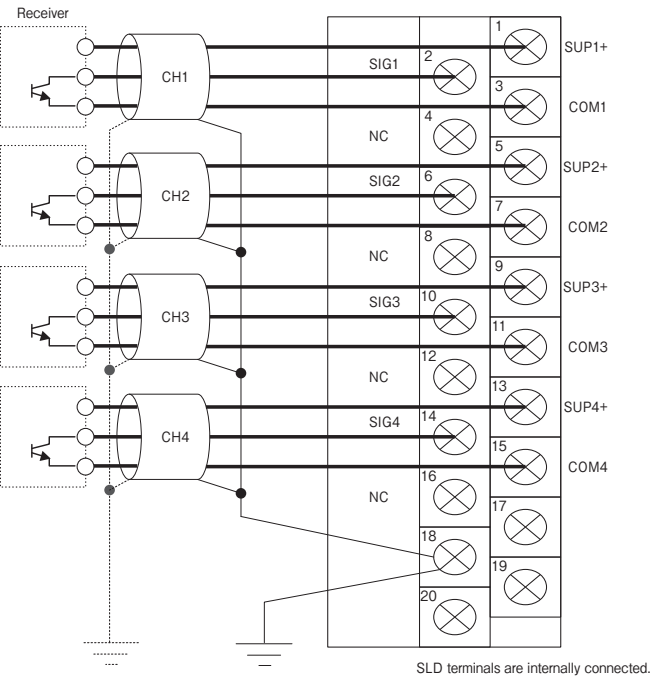 Receiver
1
SUP1+
SIG1
2
CH1
3
COM1
4
NC
5
SUP2+
SIG2
6
CH2
7
COM2
8
NC
9
SUP3+
SIG3
10
CH3
11
COM3
12
NC
13
SUP4+
SIG4
14
CH4
15
COM4
16
NC
17
18
19
20
SLD terminals are internally connected.